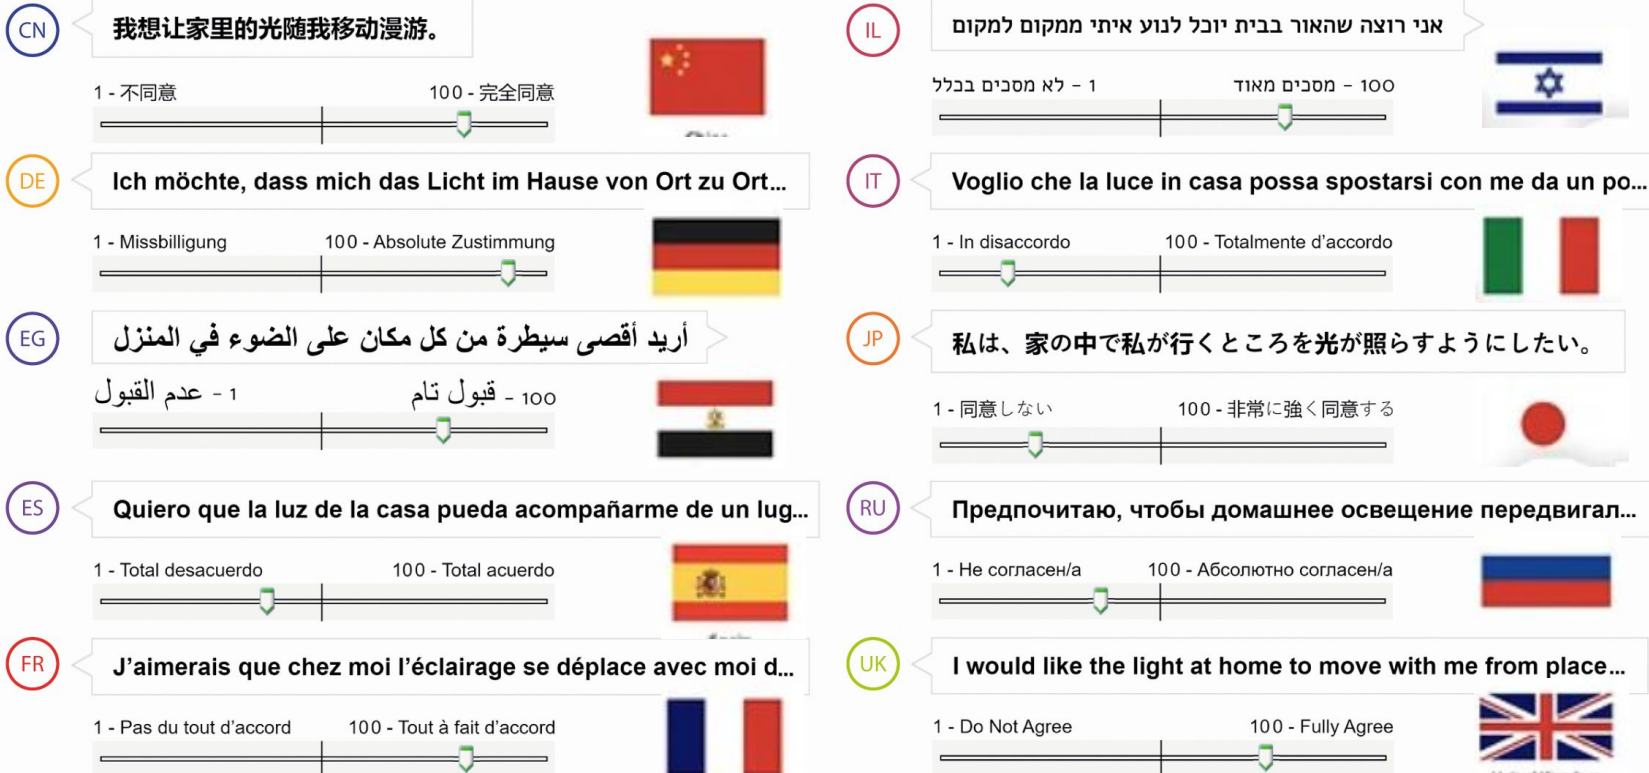 CN
我想让家里的光随我移动漫游。
1 - 不同意
100 - 完全同意
IL
אני רוצה שהאור בבית יוכל לנוע איתי ממקום למקום
1 - לא מסכים בכלל
100 - מסכים מאוד
DE
Ich möchte, dass mich das Licht im Hause von Ort zu Ort...
1 - Missbilligung
100 - Absolute Zustimmung
IT
Voglio che la luce in casa possa spostarsi con me da un po...
1 - In disaccordo
100 - Totalmente d'accordo
EG
أريد أقصى سيطرة من كل مكان على الضوء في المنزل
1 - عدم القبول
100 - قبول تام
JP
私は、家の中で私が行くところを光が照らすようにしたい。
1 - 同意しない
100 - 非常に強く同意する
ES
Quiero que la luz de la casa pueda acompañarme de un lug...
1 - Total desacuerdo
100 - Total acuerdo
RU
Предпочитаю, чтобы домашнее освещение передвигал...
1 - Не согласен/а
100 - Абсолютно согласен/а
FR
J'aimerais que chez moi l'éclairage se déplace avec moi d...
1 - Pas du tout d'accord
100 - Tout à fait d'accord
UK
I would like the light at home to move with me from place...
1 - Do Not Agree
100 - Fully Agree